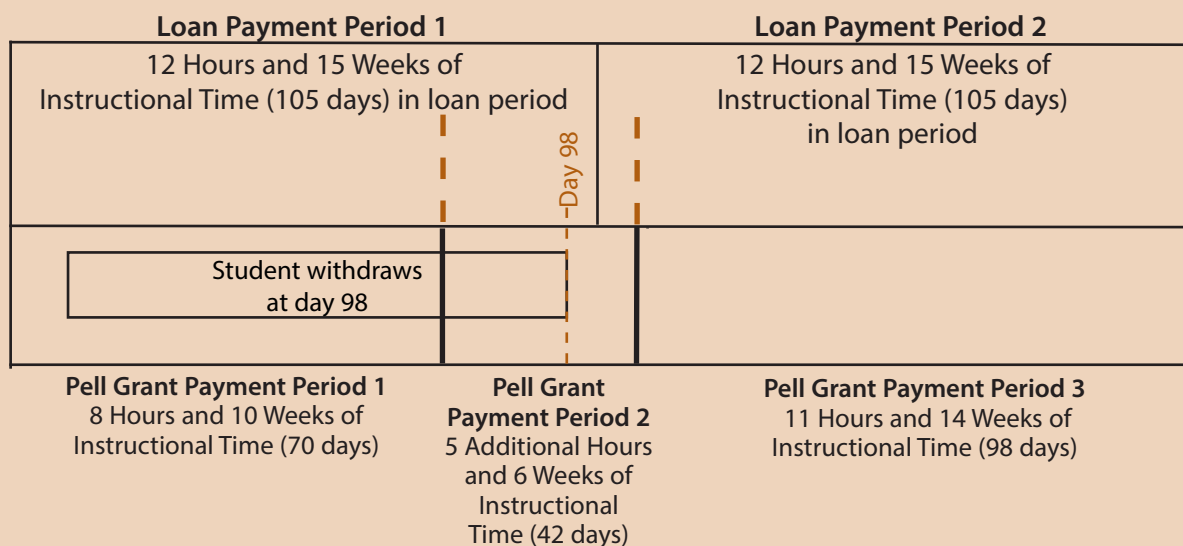 Loan Payment Period 1
Loan Payment Period 2
12 Hours and 15 Weeks of
Instructional Time (105 days) in loan period
12 Hours and 15 Weeks of
Instructional Time (105 days)
in loan period
Day 98
Student withdraws
at day 98
Pell Grant Payment Period 1
8 Hours and 10 Weeks of
Instructional Time (70 days)
Pell Grant
Payment Period 2
5 Additional Hours
and 6 Weeks of
Instructional
Time (42 days)
Pell Grant Payment Period 3
11 Hours and 14 Weeks of
Instructional Time (98 days)